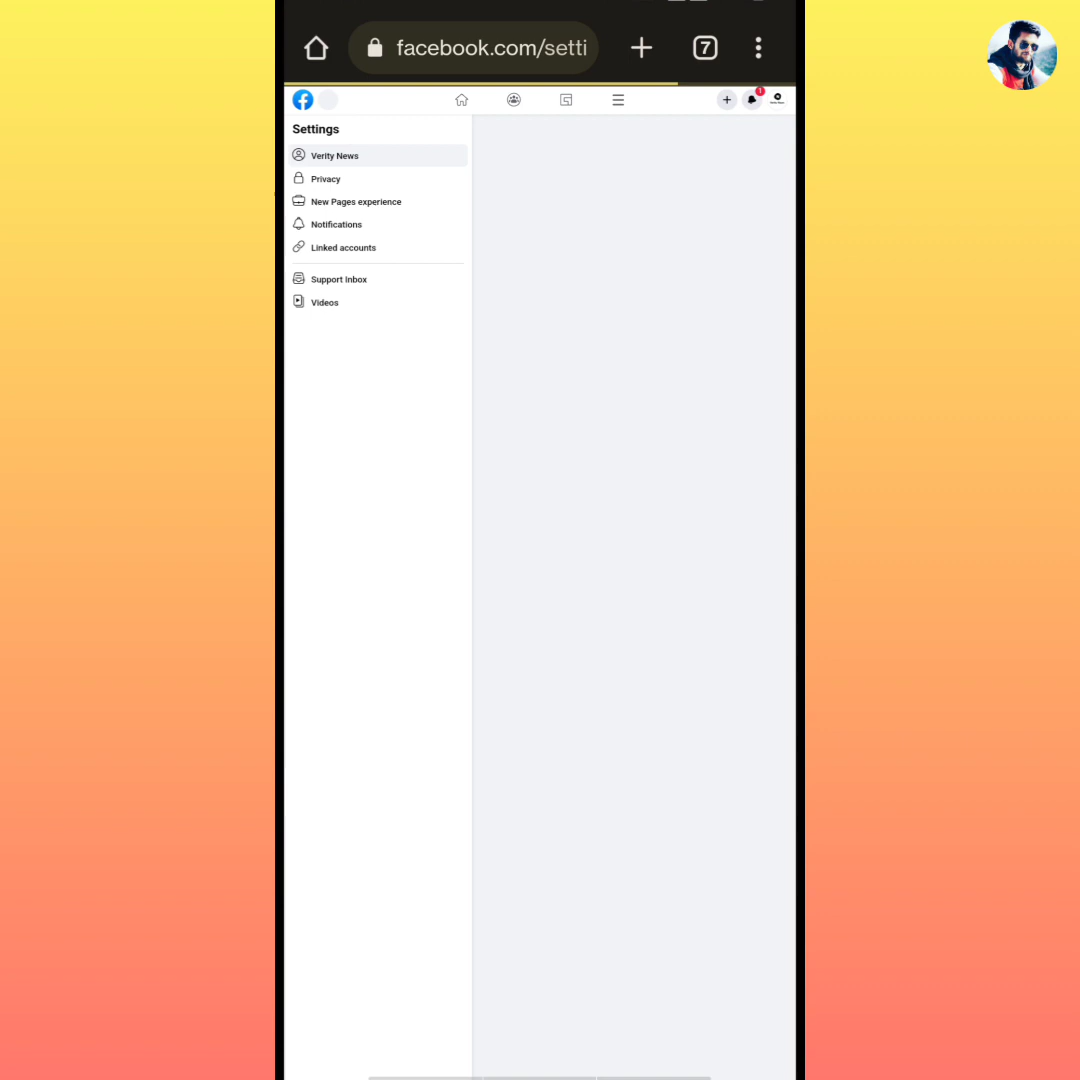 facebook.com/setti
7
1
Settings
Verity News
Privacy
New Pages experience
Notifications
Linked accounts
Support Inbox
Videos